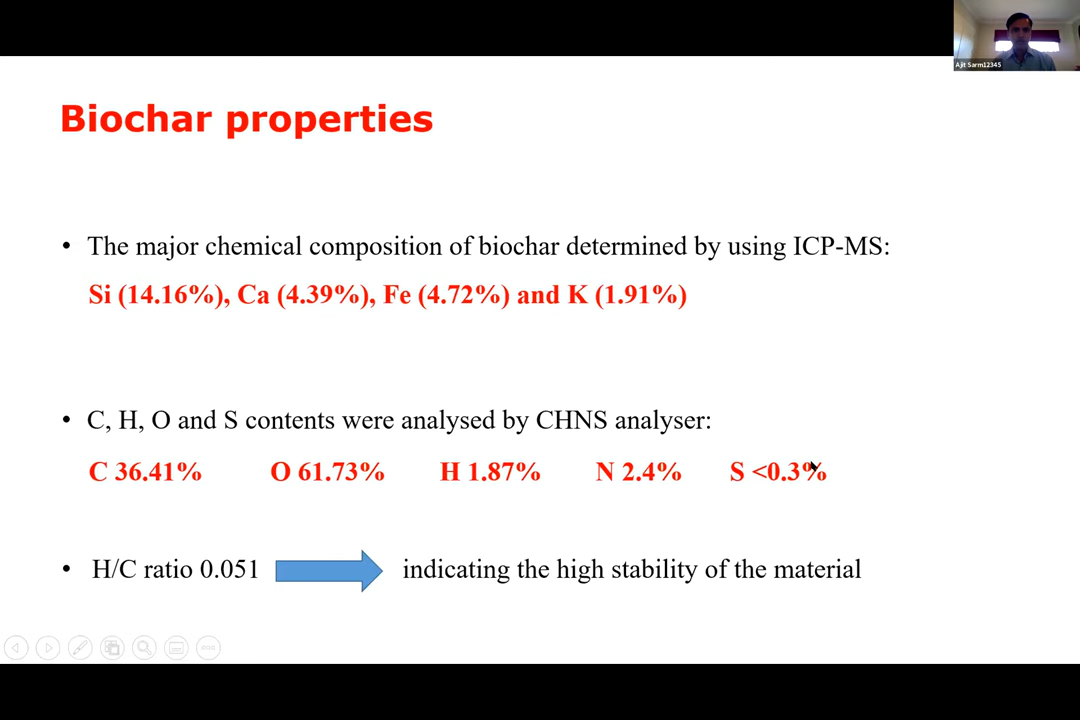 Ajit Sarm12345
Biochar properties
• The major chemical composition of biochar determined by using ICP-MS:
Si (14.16%), Ca (4.39%), Fe (4.72%) and K (1.91%)
• C, H, O and S contents were analysed by CHNS analyser:
C 36.41% O 61.73% H 1.87% N 2.4% S <0.3%
• H/C ratio 0.051 indicating the high stability of the material